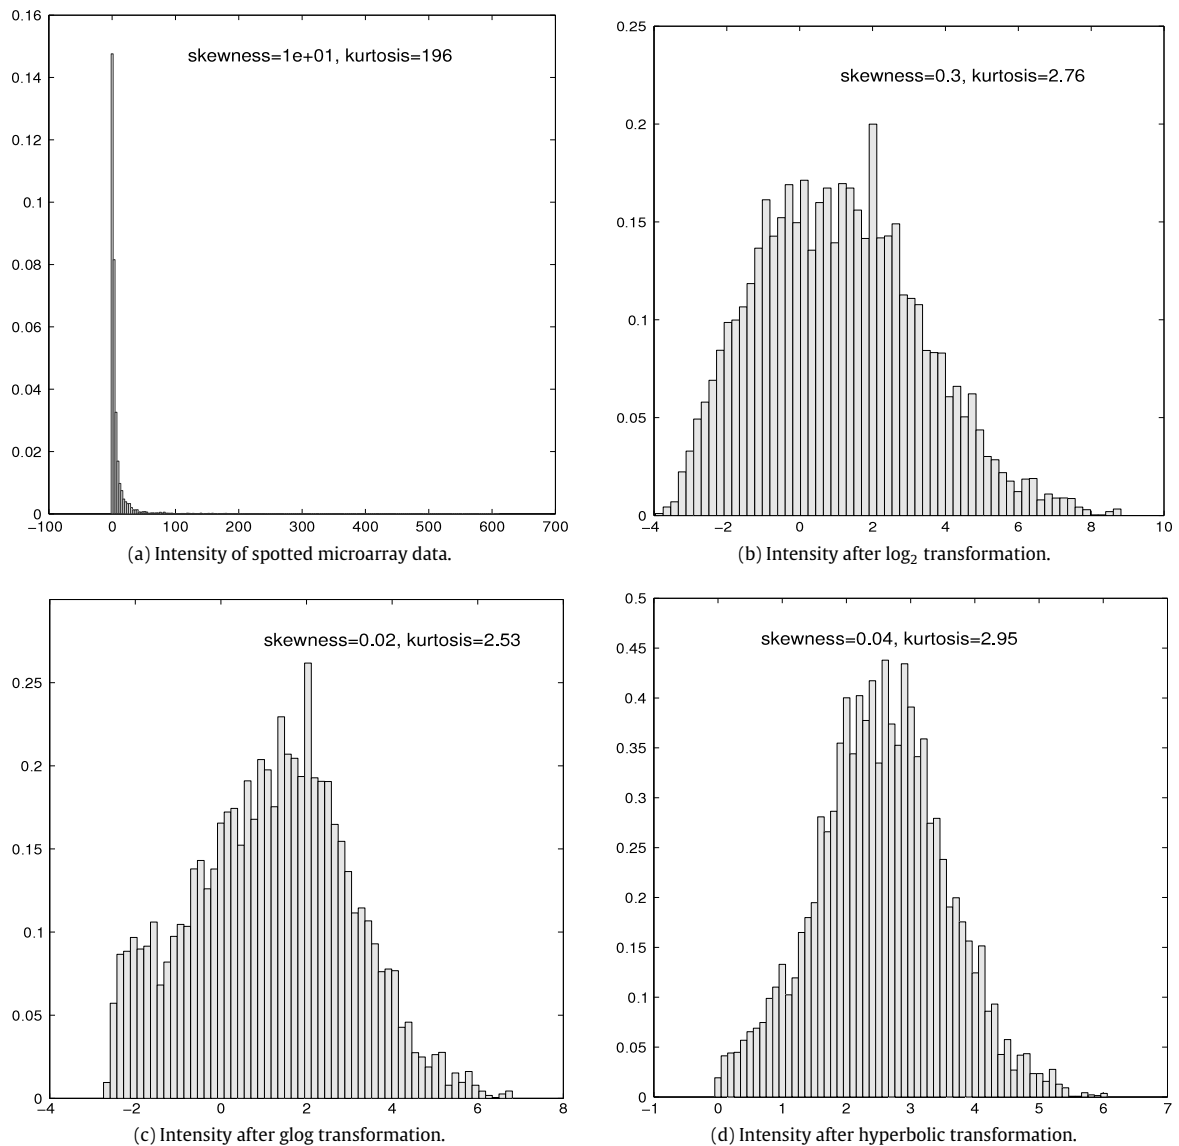 0.16
0.14
0.12
0.1
0.08
0.06
0.04
0.02
0
skewness=1e+01, kurtosis=196
−100 0 100 200 300 400 500 600 700
(a) Intensity of spotted microarray data.
0.25
0.2
0.15
0.1
0.05
0
skewness=0.3, kurtosis=2.76
−4 −2 0 2 4 6 8 10
(b) Intensity after log₂ transformation.
0.25
0.2
0.15
0.1
0.05
0
skewness=0.02, kurtosis=2.53
−4 −2 0 2 4 6 8
(c) Intensity after glog transformation.
0.5
0.45
0.4
0.35
0.3
0.25
0.2
0.15
0.1
0.05
0
skewness=0.04, kurtosis=2.95
−1 0 1 2 3 4 5 6 7
(d) Intensity after hyperbolic transformation.